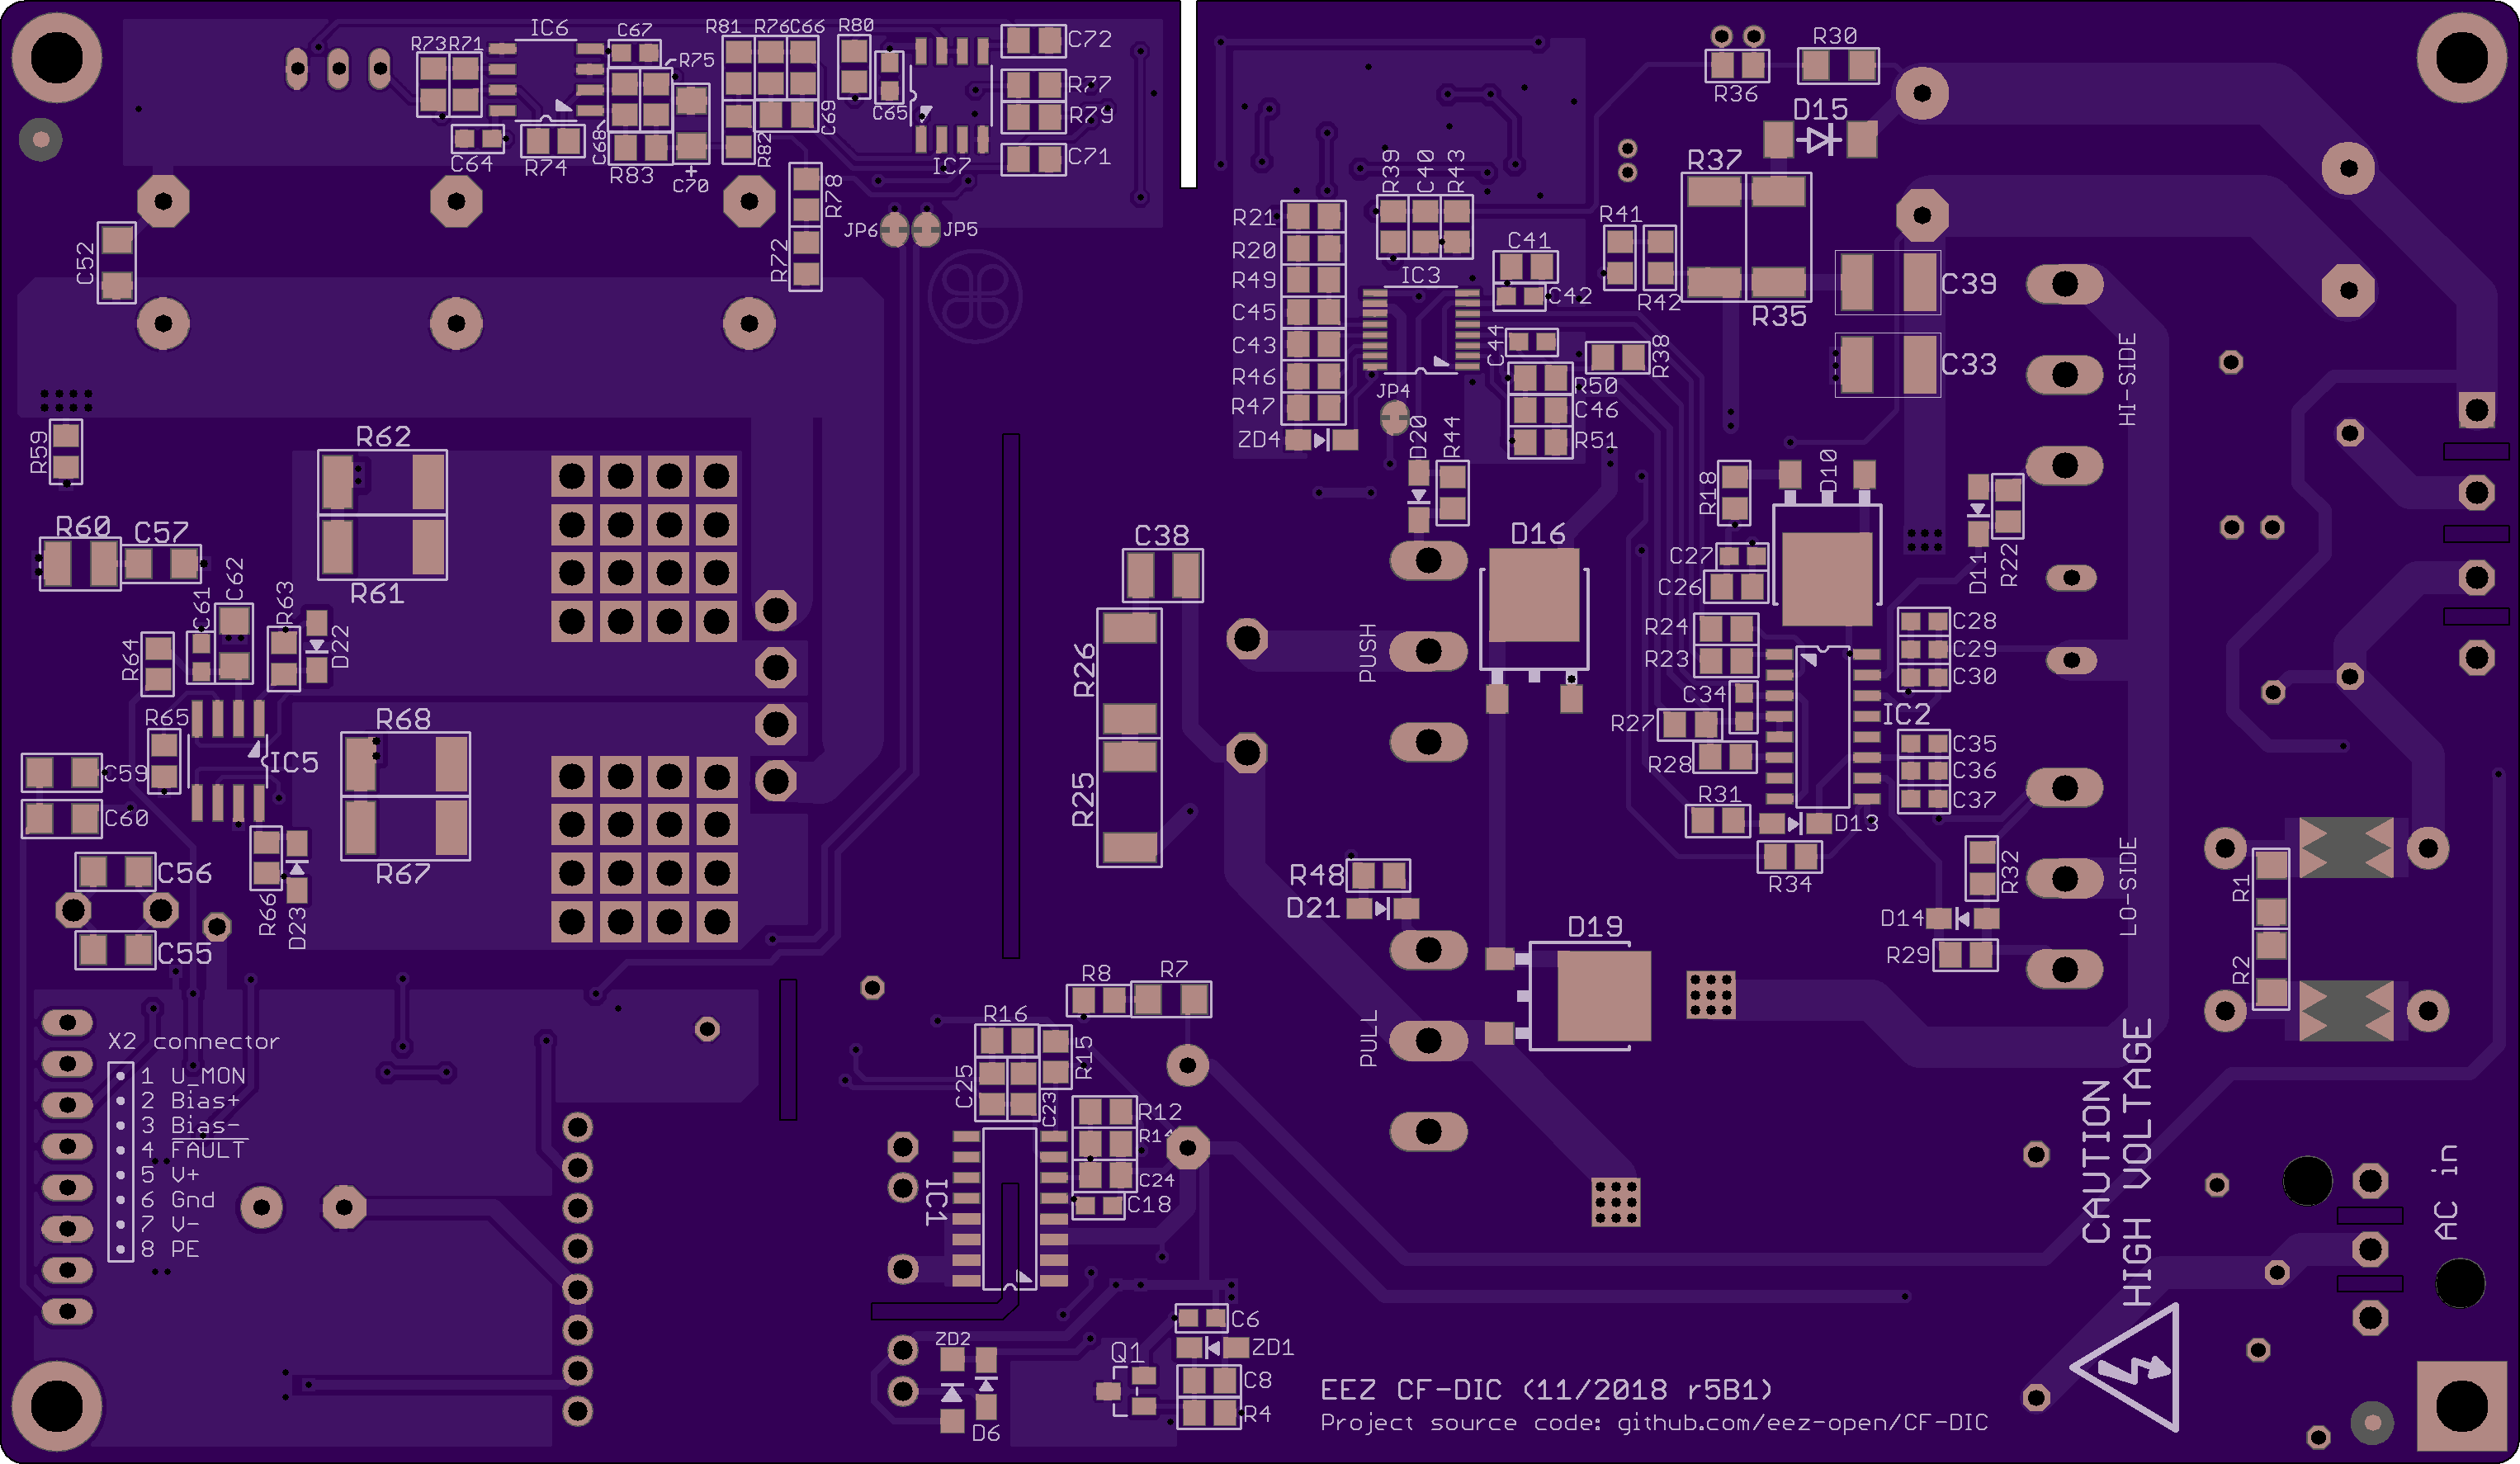 IC6
C67
R81
R76
C66
R80
C72
R73
R71
R75
R77
R79
C65
C69
C64
R74
C68
R83
C70
+
R82
IC7
C71
R78
JP6
JP5
R72
C52
R30
R36
D15
R37
R39
C40
R43
R21
R20
R49
C45
C43
R46
R47
ZD4
IC3
C41
C42
R41
R42
R35
C39
C33
C44
R38
R50
C46
R51
JP4
D20
R44
HI-SIDE
R59
R62
R60
C57
R61
C62
C61
R63
D22
R64
R65
IC5
R68
C59
C60
R67
C56
C55
R66
D23
C38
R26
R25
D16
PUSH
R18
D10
C27
C26
D11
R22
R24
R23
C34
R27
R28
IC2
C28
C29
C30
C35
C36
C37
R31
D13
R34
R32
D14
R29
LO-SIDE
R48
D21
D19
PULL
R1
R2
R8
R7
R16
R15
C25
C23
R12
R14
C24
C18
IC1
X2 connector
1 U_MON
2 Bias+
3 Bias-
4 FAULT
5 V+
6 Gnd
7 V-
8 PE
ZD2
D6
Q1
C6
ZD1
C8
R4
CAUTION
HIGH VOLTAGE
AC in
EEZ CF-DIC (11/2018 r5B1)
Project source code: github.com/eez-open/CF-DIC